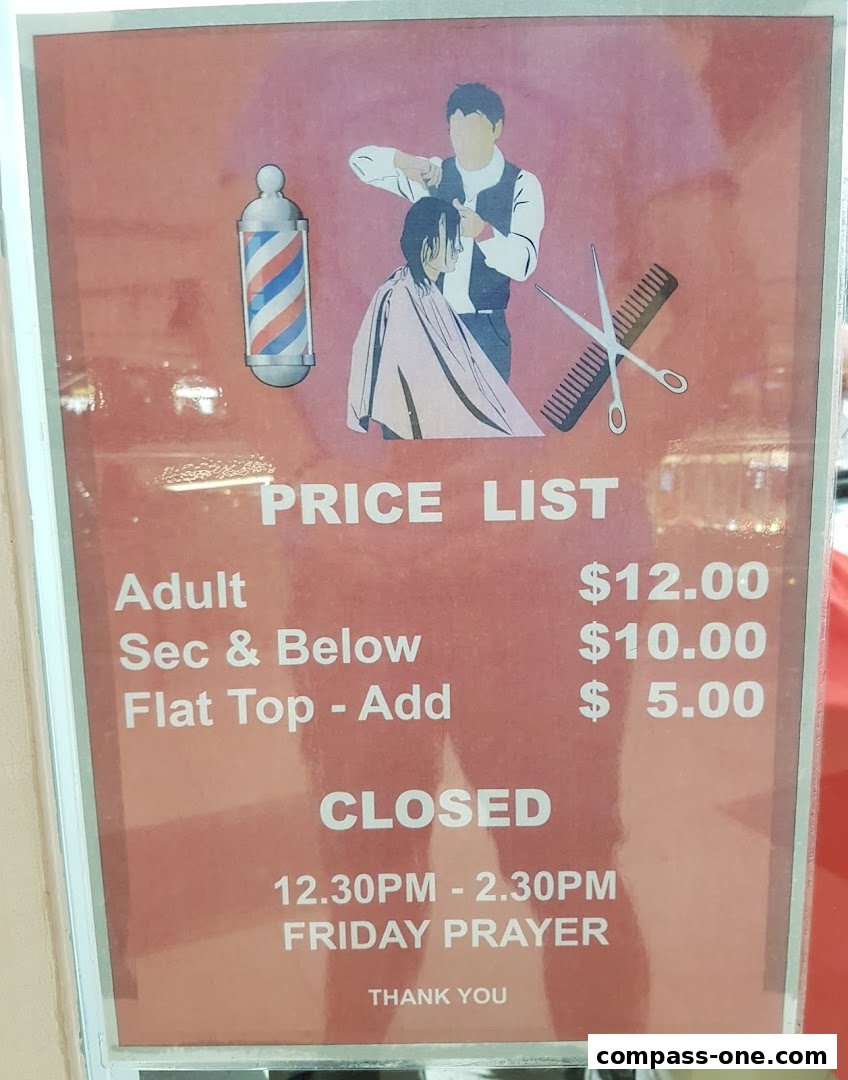 PRICE LIST
Adult $12.00
Sec & Below $10.00
Flat Top - Add $ 5.00
CLOSED
12.30PM - 2.30PM
FRIDAY PRAYER
THANK YOU
compass-one.com